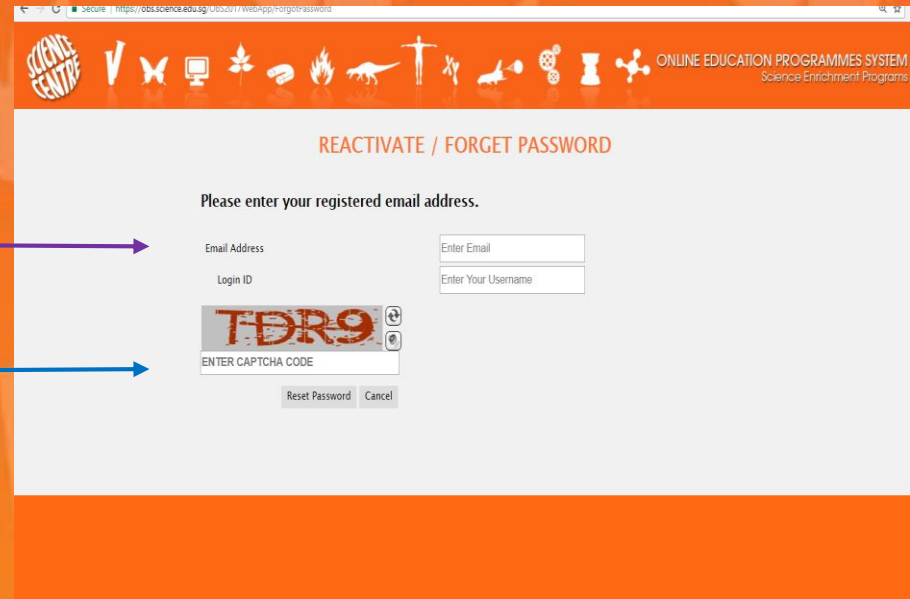 Secure | https://obs.science.edu.sg/OBS2017/WebApp/ForgotPassword
SCIENCE CENTRE
ONLINE EDUCATION PROGRAMMES SYSTEM
Science Enrichment Programs
REACTIVATE / FORGET PASSWORD
Please enter your registered email address.
Email Address
Enter Email
Login ID
Enter Your Username
TDR9
ENTER CAPTCHA CODE
Reset Password Cancel